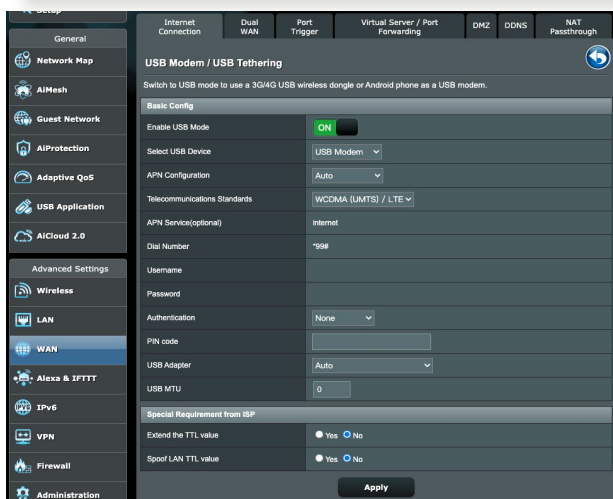 Setup
General
Network Map
AiMesh
Guest Network
AiProtection
Adaptive QoS
USB Application
AiCloud 2.0
Advanced Settings
Wireless
LAN
WAN
Alexa & IFTTT
IPv6
VPN
Firewall
Administration
Internet
Connection
Dual
WAN
Port
Trigger
Virtual Server / Port
Forwarding
DMZ
DDNS
NAT
Passthrough
USB Modem / USB Tethering
Switch to USB mode to use a 3G/4G USB wireless dongle or Android phone as a USB modem.
Basic Config
Enable USB Mode ON
Select USB Device USB Modem
APN Configuration Auto
Telecommunications Standards WCDMA (UMTS) / LTE
APN Service(optional) internet
Dial Number *99#
Username
Password
Authentication None
PIN code
USB Adapter Auto
USB MTU 0
Special Requirement from ISP
Extend the TTL value Yes No
Spoof LAN TTL value Yes No
Apply